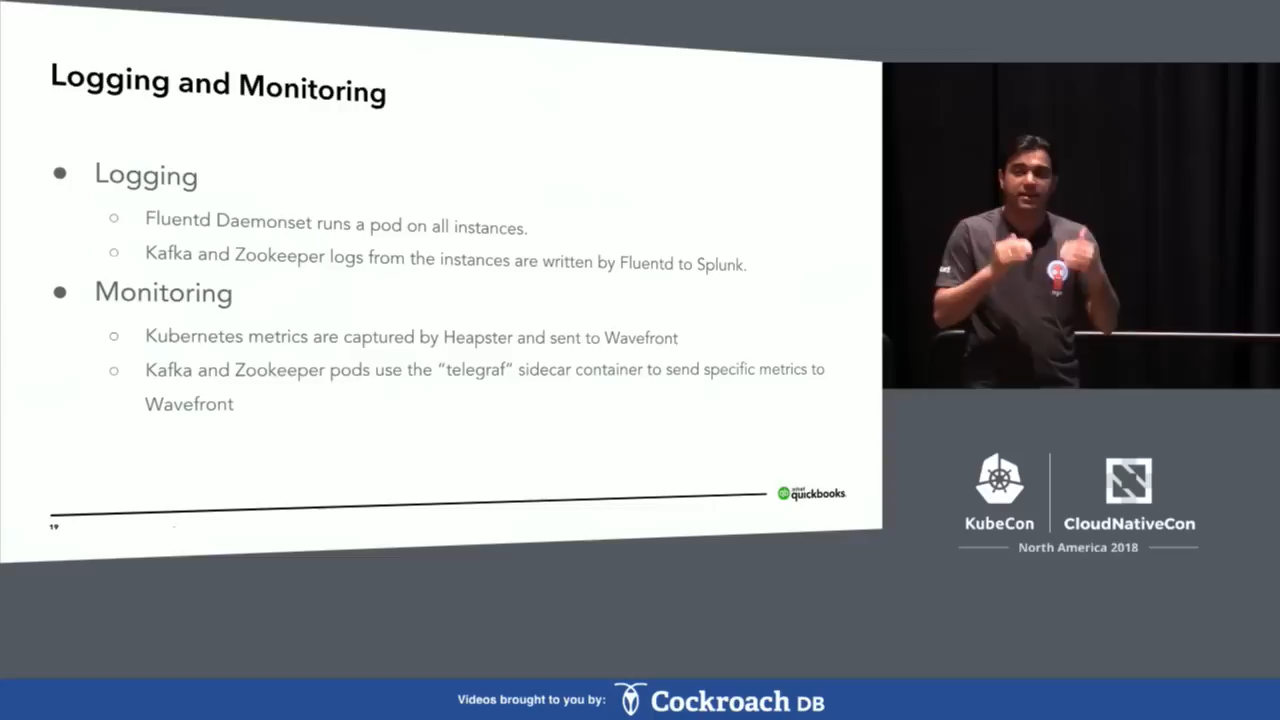 Logging and Monitoring
● Logging
○ Fluentd Daemonset runs a pod on all instances.
○ Kafka and Zookeeper logs from the instances are written by Fluentd to Splunk.
● Monitoring
○ Kubernetes metrics are captured by Heapster and sent to Wavefront
○ Kafka and Zookeeper pods use the “telegraf” sidecar container to send specific metrics to
Wavefront
intuit
quickbooks.
19
KubeCon
CloudNativeCon
North America 2018
Videos brought to you by:
Cockroach DB